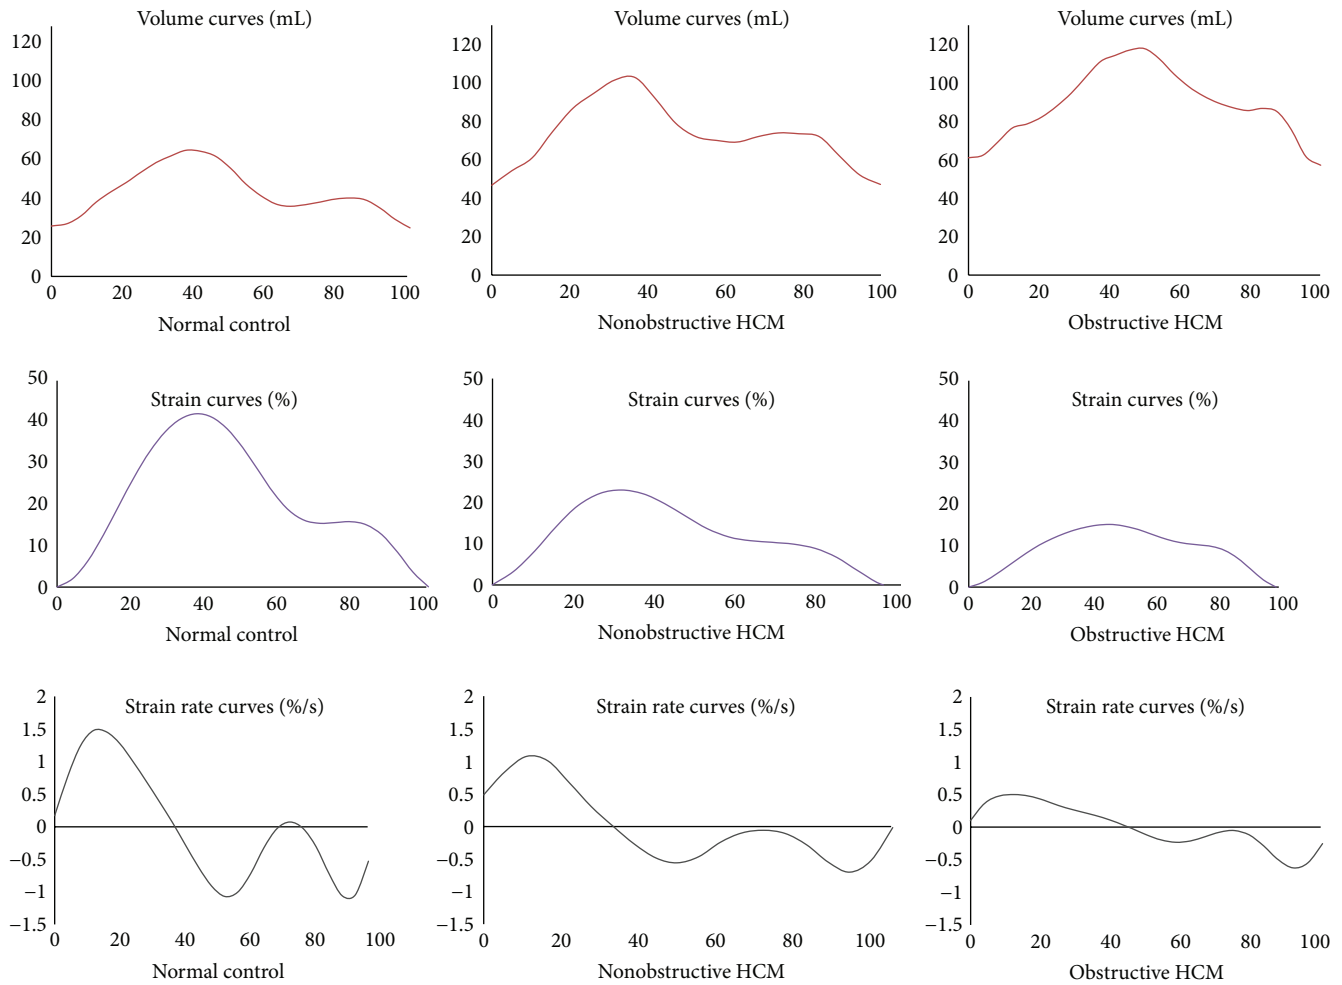 Volume curves (mL)
120
100
80
60
40
20
0
0 20 40 60 80 100
Normal control
Volume curves (mL)
120
100
80
60
40
20
0
0 20 40 60 80 100
Nonobstructive HCM
Volume curves (mL)
120
100
80
60
40
20
0
0 20 40 60 80 100
Obstructive HCM
Strain curves (%)
50
40
30
20
10
0
0 20 40 60 80 100
Normal control
Strain curves (%)
50
40
30
20
10
0
0 20 40 60 80 100
Nonobstructive HCM
Strain curves (%)
50
40
30
20
10
0
0 20 40 60 80 100
Obstructive HCM
Strain rate curves (%/s)
2
1.5
1
0.5
0
−0.5
−1
−1.5
0 20 40 60 80 100
Normal control
Strain rate curves (%/s)
2
1.5
1
0.5
0
−0.5
−1
−1.5
0 20 40 60 80 100
Nonobstructive HCM
Strain rate curves (%/s)
2
1.5
1
0.5
0
−0.5
−1
−1.5
0 20 40 60 80 100
Obstructive HCM